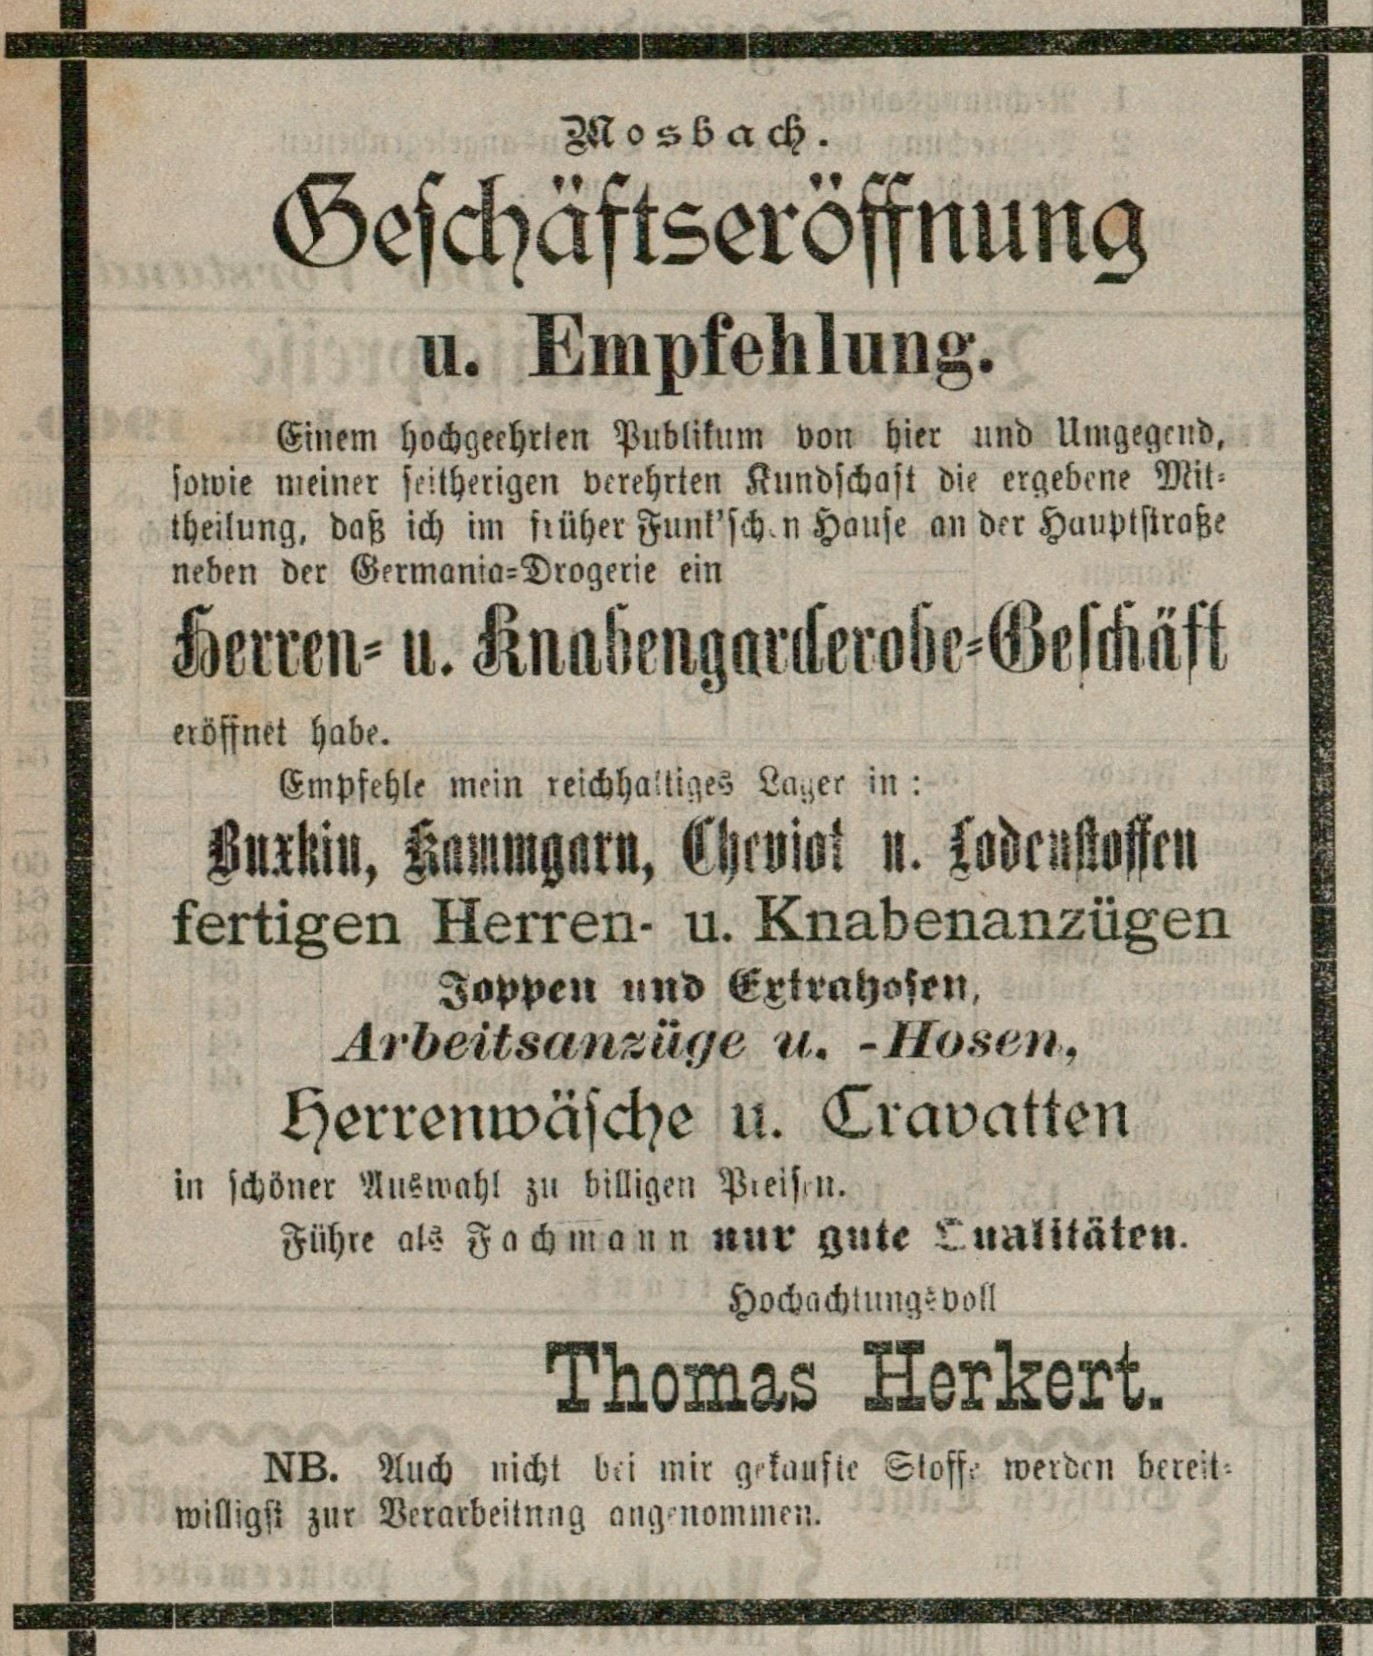 Mosbach.
Geschäftseröffnung
u. Empfehlung.
Einem hochgeehrten Publikum von hier und Umgegend,
sowie meiner seitherigen verehrten Kundschaft die ergebene Mit-
theilung, daß ich im früher Funk'schen Hause an der Hauptstraße
neben der Germania-Drogerie ein
Herren- u. Knabengarderobe-Geschäft
eröffnet habe.
Empfehle mein reichhaltiges Lager in:
Buxkin, Kammgarn, Cheviot u. Lodenstoffen
fertigen Herren- u. Knabenanzügen
Joppen und Extrahosen,
Arbeitsanzüge u. -Hosen,
Herrenwäsche u. Cravatten
in schöner Auswahl zu billigen Preisen.
Führe als Fachmann nur gute Qualitäten.
Hochachtungsvoll
Thomas Herkert.
NB. Auch nicht bei mir gekaufte Stoffe werden bereit-
willigst zur Verarbeitung angenommen.